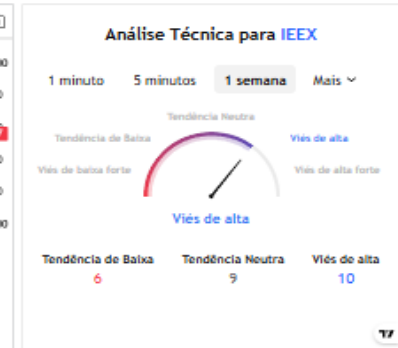 Análise Técnica para IEEX
1 minuto 5 minutos 1 semana Mais
Tendência Neutra
Tendência de Baixa Viés de alta
Viés de baixa forte Viés de alta forte
Viés de alta
Tendência de Baixa Tendência Neutra Viés de alta
6 9 10